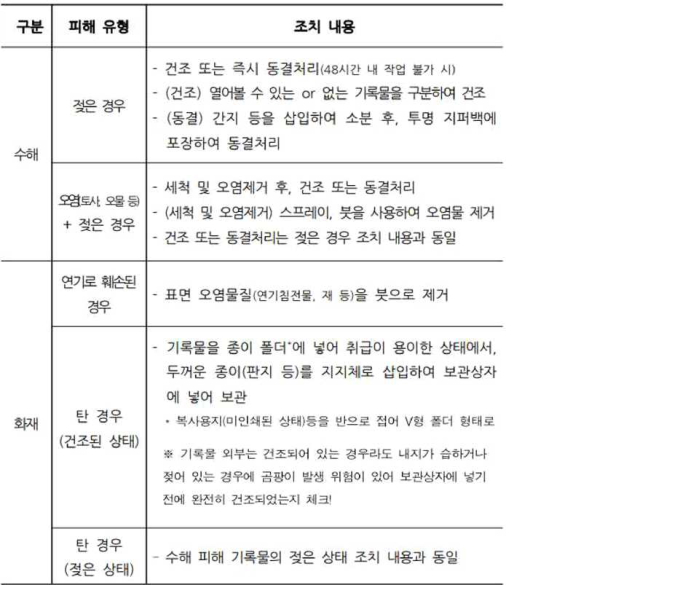 구분 피해 유형 조치 내용
수해
젖은 경우
- 건조 또는 즉시 동결처리(48시간 내 작업 불가 시)
- (건조) 열어볼 수 있는 or 없는 기록물을 구분하여 건조
- (동결) 간지 등을 삽입하여 소분 후, 투명 지퍼백에
포장하여 동결처리
오염(토사, 오물 등)
+ 젖은 경우
- 세척 및 오염제거 후, 건조 또는 동결처리
- (세척 및 오염제거) 스프레이, 붓을 사용하여 오염물 제거
- 건조 또는 동결처리는 젖은 경우 조치 내용과 동일
화재
연기로 훼손된
경우
- 표면 오염물질(연기침전물, 재 등)을 붓으로 제거
탄 경우
(건조된 상태)
- 기록물을 종이 폴더*에 넣어 취급이 용이한 상태에서,
두꺼운 종이(판지 등)를 지지체로 삽입하여 보관상자
에 넣어 보관
* 복사용지(미인쇄된 상태)등을 반으로 접어 V형 폴더 형태로
※ 기록물 외부는 건조되어 있는 경우라도 내지가 습하거나
젖어 있는 경우에 곰팡이 발생 위험이 있어 보관상자에 넣기
전에 완전히 건조되었는지 체크!
탄 경우
(젖은 상태)
- 수해 피해 기록물의 젖은 상태 조치 내용과 동일